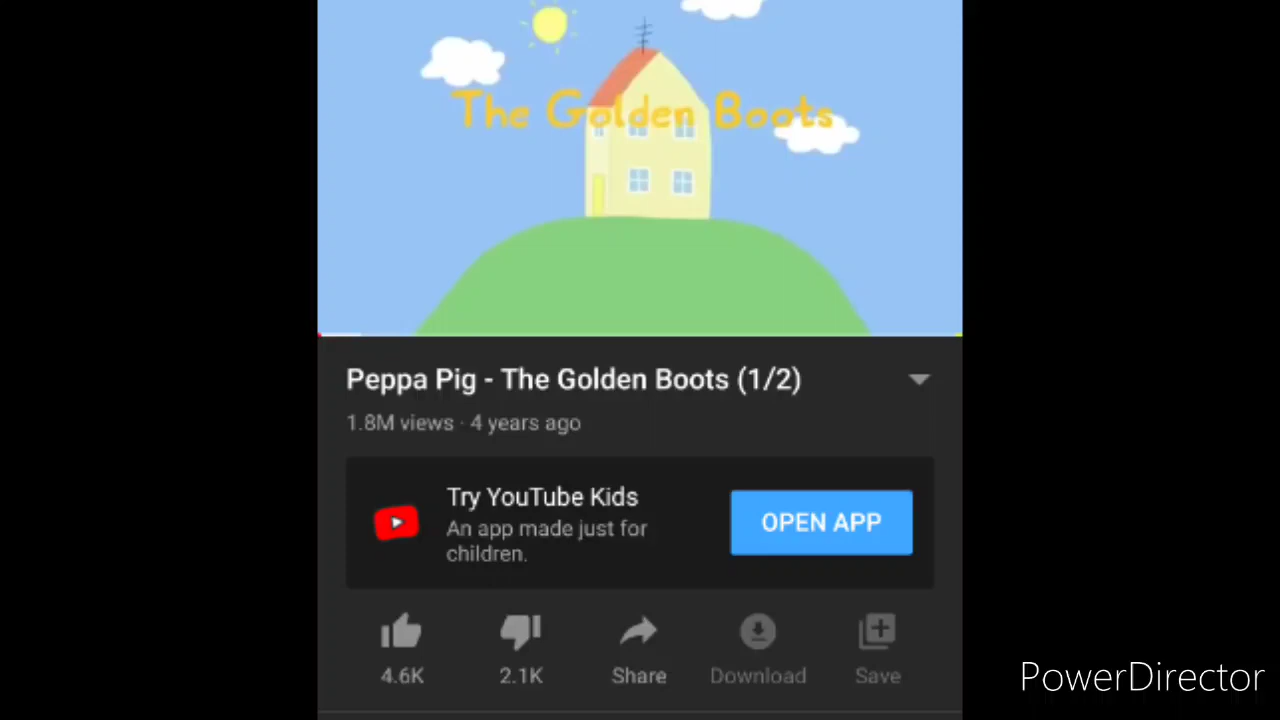 The Golden Boots
Peppa Pig - The Golden Boots (1/2)
1.8M views · 4 years ago
Try YouTube Kids
An app made just for
children.
OPEN APP
4.6K
2.1K
Share
Download
Save
PowerDirector